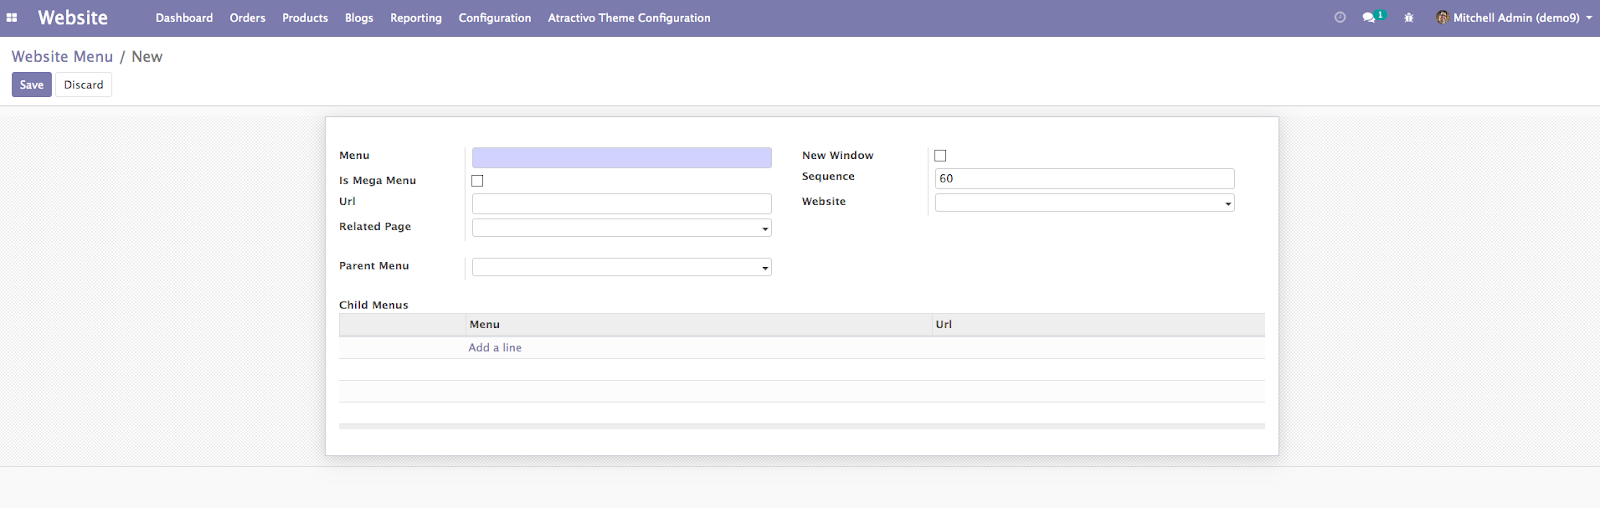 Website Dashboard Orders Products Blogs Reporting Configuration Atractivo Theme Configuration 1 Mitchell Admin (demo9)
Website Menu / New
Save Discard
Menu New Window
Is Mega Menu Sequence 60
Url Website
Related Page
Parent Menu
Child Menus
Menu Url
Add a line